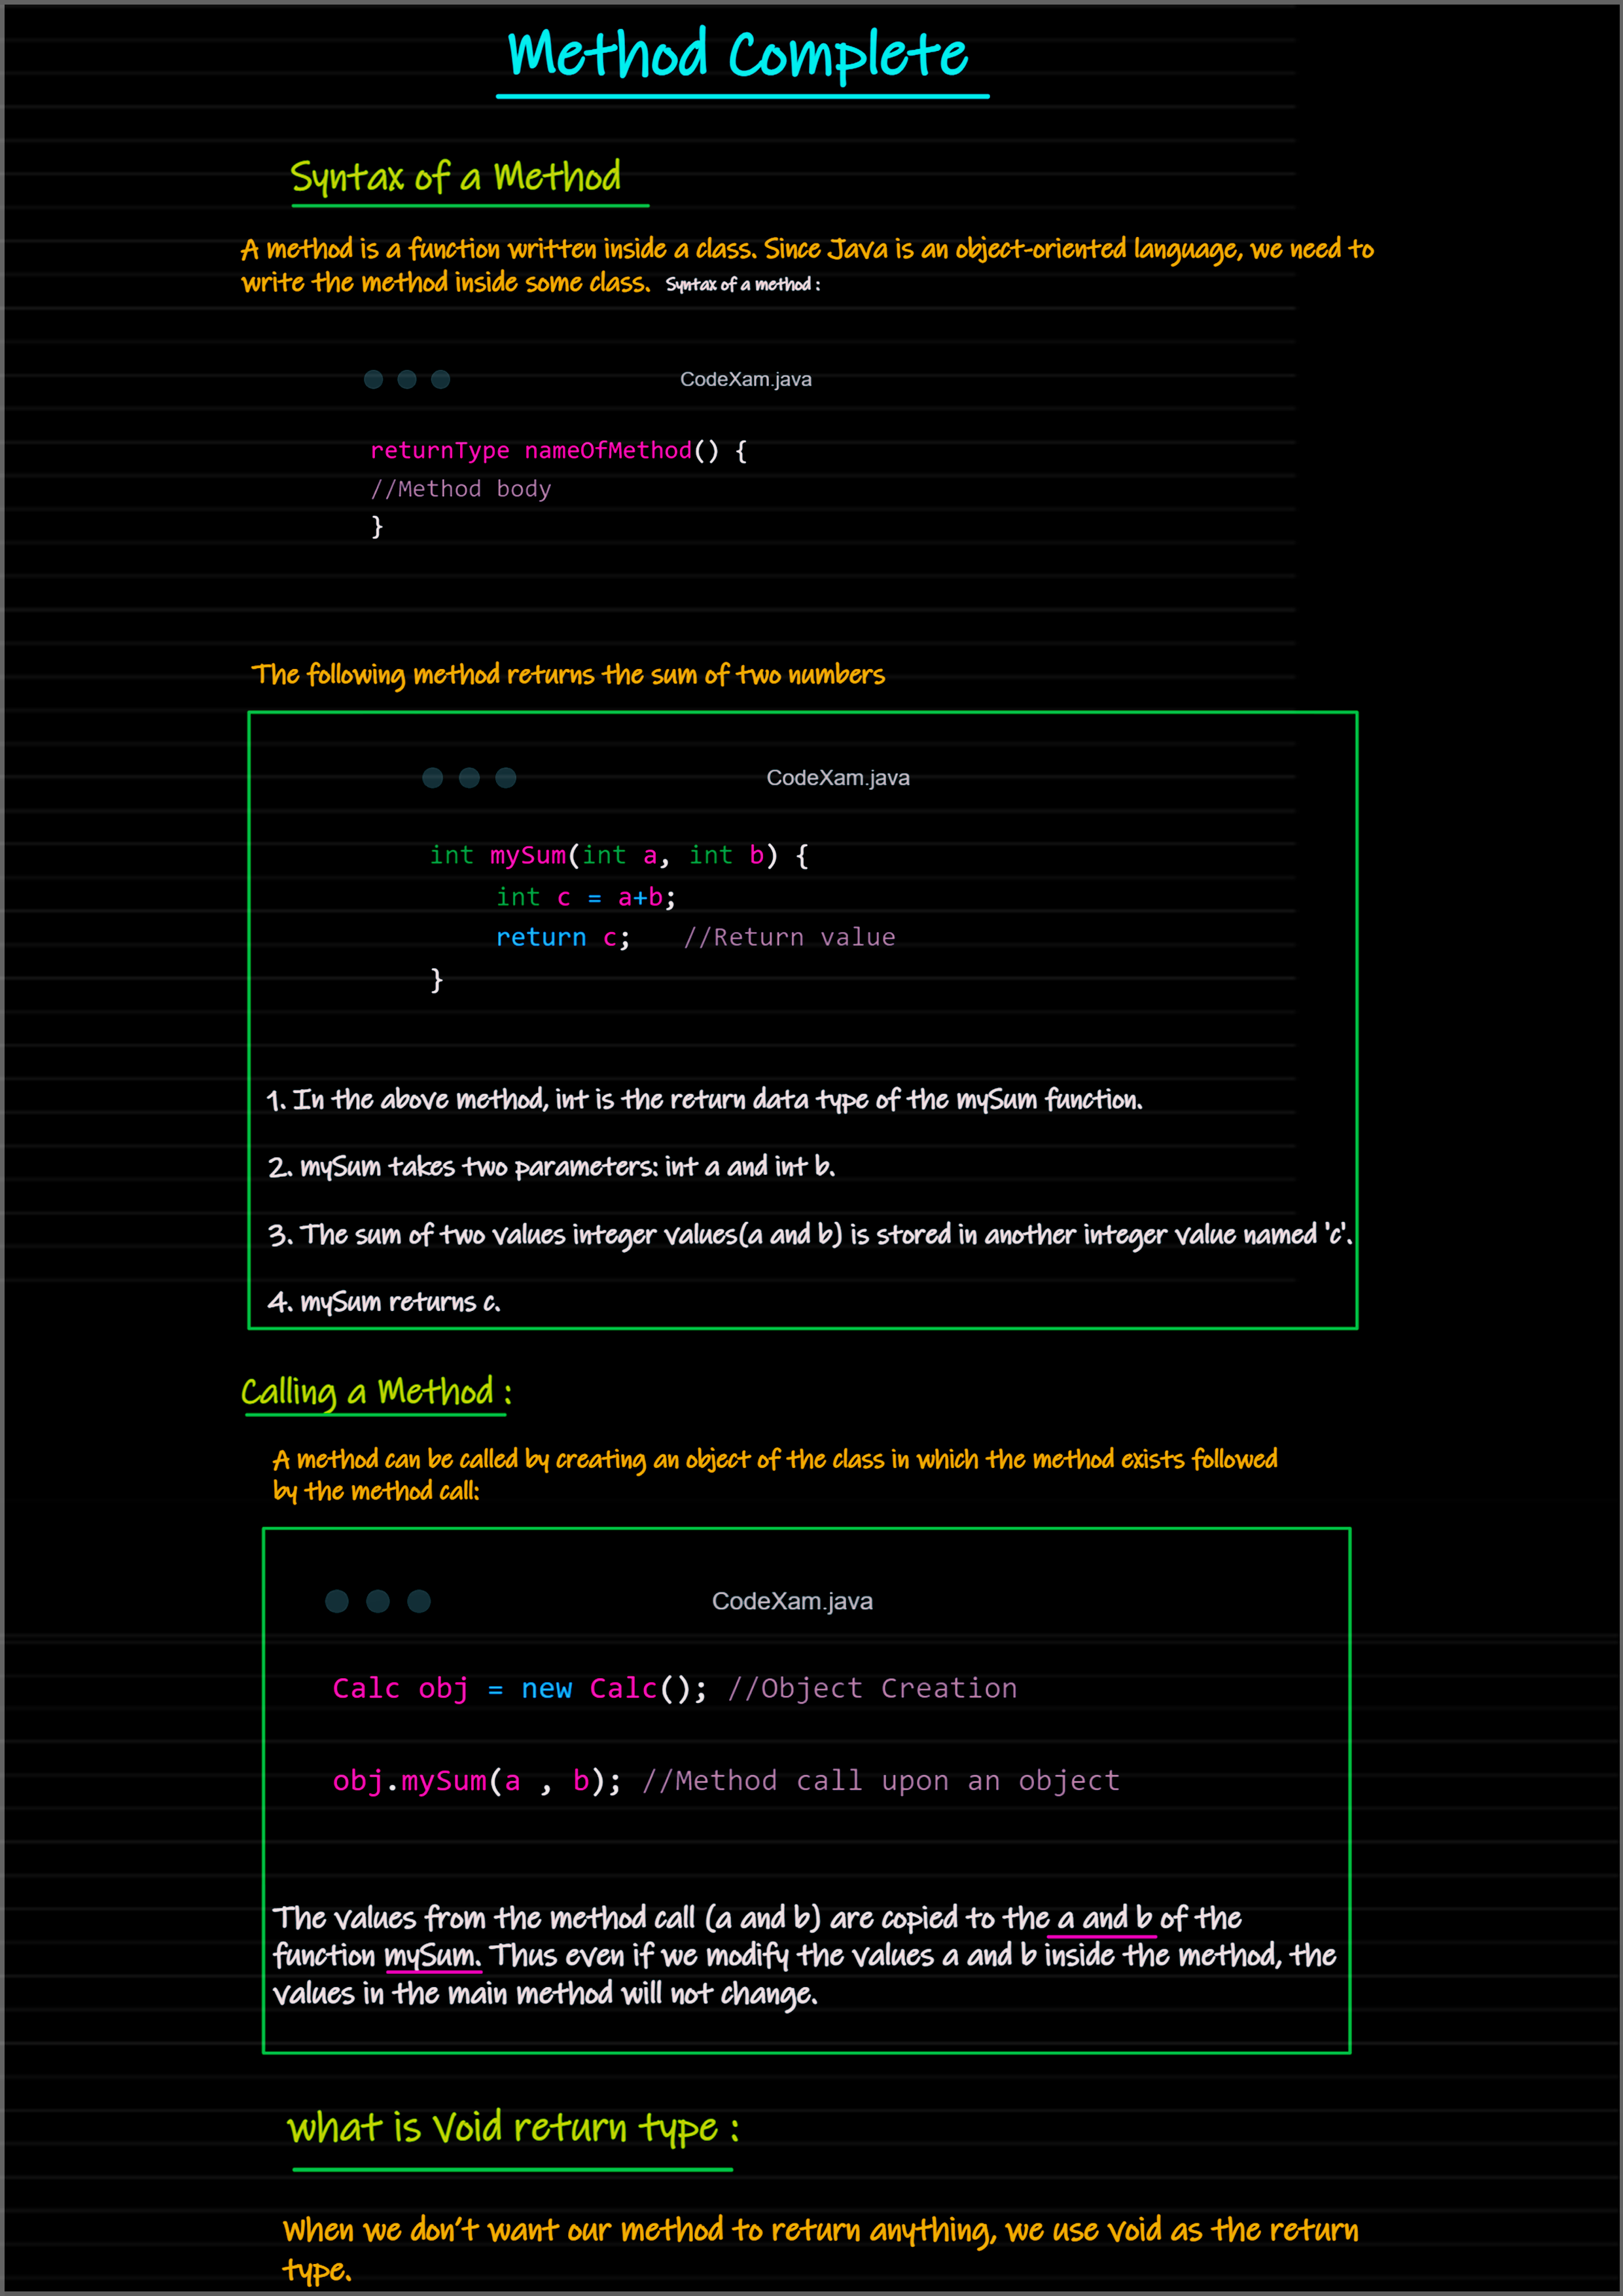 Method Complete
Syntax of a Method
A method is a function written inside a class. Since Java is an object-oriented language, we need to
write the method inside some class. Syntax of a method :
CodeXam.java
returnType nameOfMethod() {
//Method body
}
The following method returns the sum of two numbers
CodeXam.java
int mySum(int a, int b) {
int c = a+b;
return c; //Return value
}
1. In the above method, int is the return data type of the mySum function.
2. mySum takes two parameters: int a and int b.
3. The sum of two values integer values(a and b) is stored in another integer value named 'c'.
4. mySum returns c.
Calling a Method :
A method can be called by creating an object of the class in which the method exists followed
by the method call:
CodeXam.java
Calc obj = new Calc(); //Object Creation
obj.mySum(a , b); //Method call upon an object
The values from the method call (a and b) are copied to the a and b of the
function mySum. Thus even if we modify the values a and b inside the method, the
values in the main method will not change.
what is Void return type :
When we don't want our method to return anything, we use void as the return
type.